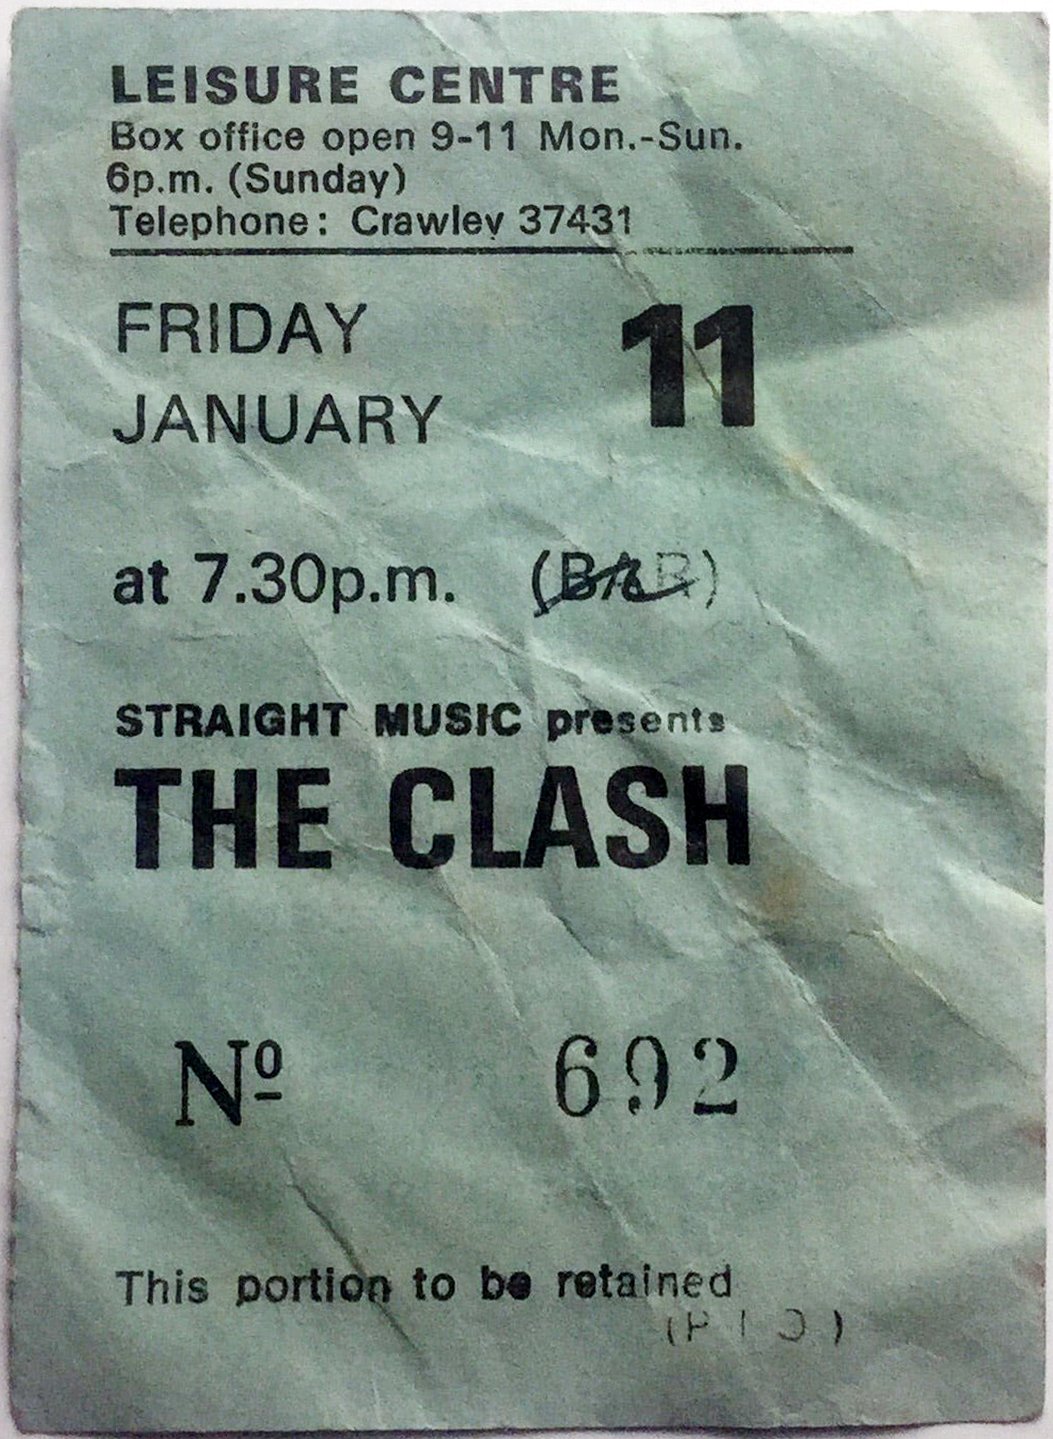 LEISURE CENTRE
Box office open 9-11 Mon.-Sun.
6p.m. (Sunday)
Telephone: Crawley 37431
FRIDAY 11
JANUARY
at 7.30p.m. (BAR)
STRAIGHT MUSIC presents
THE CLASH
Nº 692
This portion to be retained